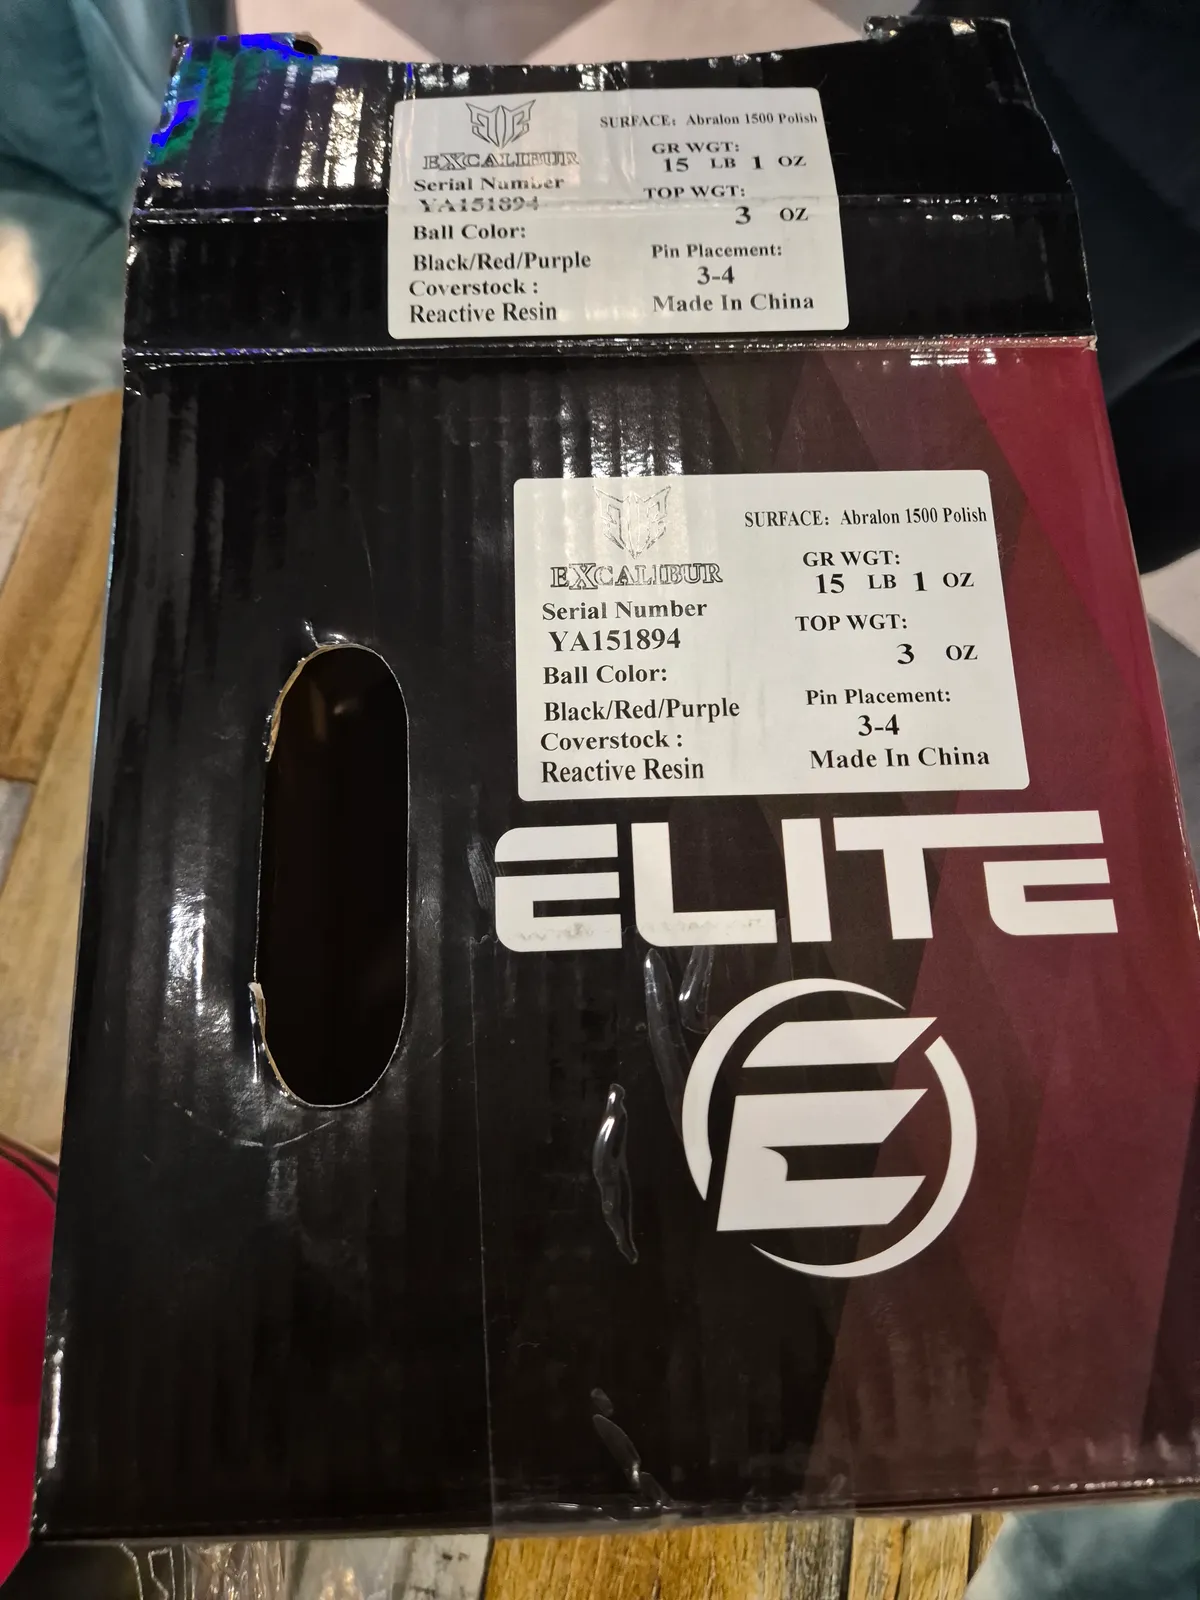 EXCALIBUR
SURFACE: Abralon 1500 Polish
GR WGT:
15 LB 1 OZ
Serial Number
YA151894
TOP WGT:
3 OZ
Ball Color:
Black/Red/Purple
Pin Placement:
3-4
Coverstock :
Reactive Resin
Made In China
EXCALIBUR
SURFACE: Abralon 1500 Polish
GR WGT:
15 LB 1 OZ
Serial Number
YA151894
TOP WGT:
3 OZ
Ball Color:
Black/Red/Purple
Pin Placement:
3-4
Coverstock :
Reactive Resin
Made In China
ELITE
E